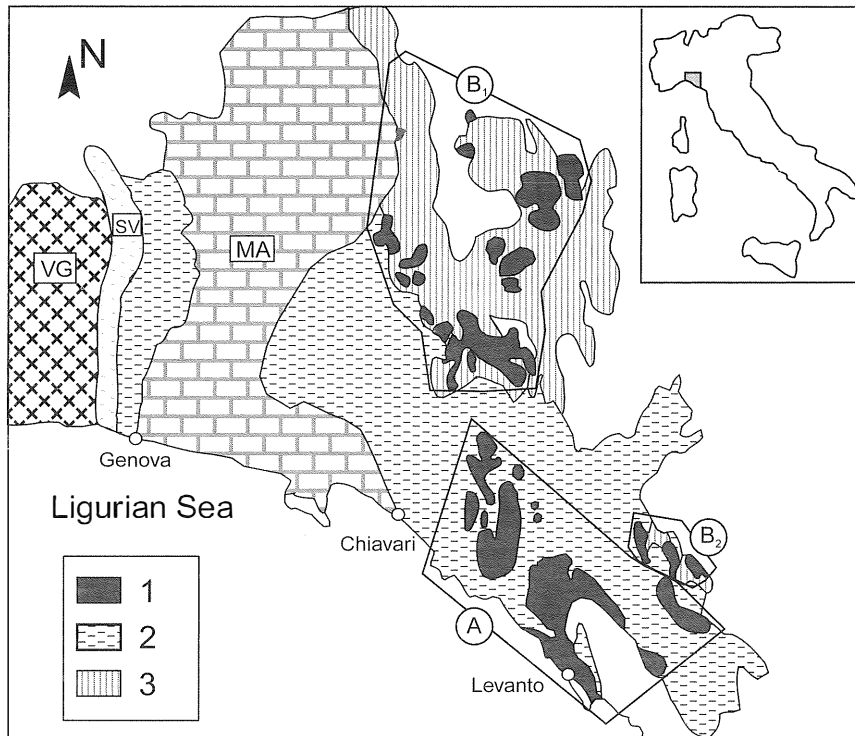 N
B1
SV
VG
MA
Genova
Ligurian Sea
Chiavari
B2
A
Levanto
1
2
3